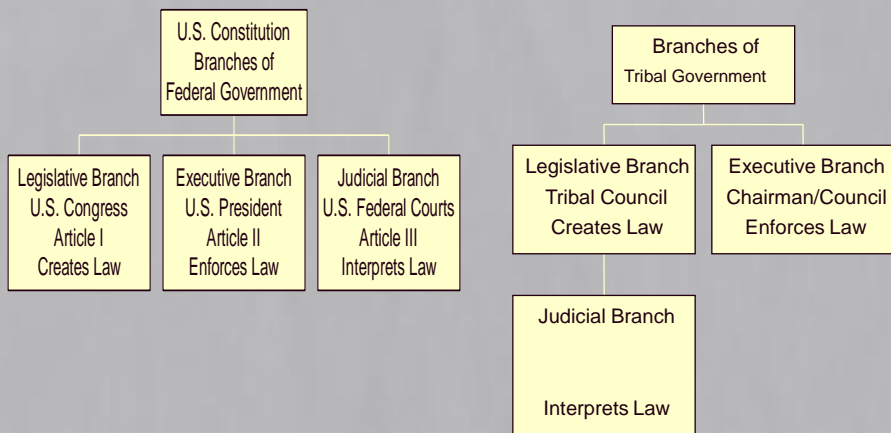 U.S. Constitution
Branches of
Federal Government
Legislative Branch
U.S. Congress
Article I
Creates Law
Executive Branch
U.S. President
Article II
Enforces Law
Judicial Branch
U.S. Federal Courts
Article III
Interprets Law
Branches of
Tribal Government
Legislative Branch
Tribal Council
Creates Law
Executive Branch
Chairman/Council
Enforces Law
Judicial Branch
Interprets Law